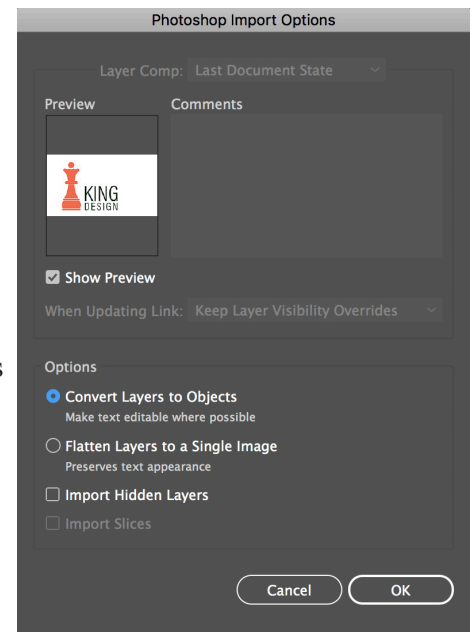 Photoshop Import Options
Layer Comp: Last Document State
Preview Comments
KING
DESIGN
Show Preview
When Updating Link: Keep Layer Visibility Overrides
s
Options
Convert Layers to Objects
Make text editable where possible
Flatten Layers to a Single Image
Preserves text appearance
Import Hidden Layers
Import Slices
Cancel OK